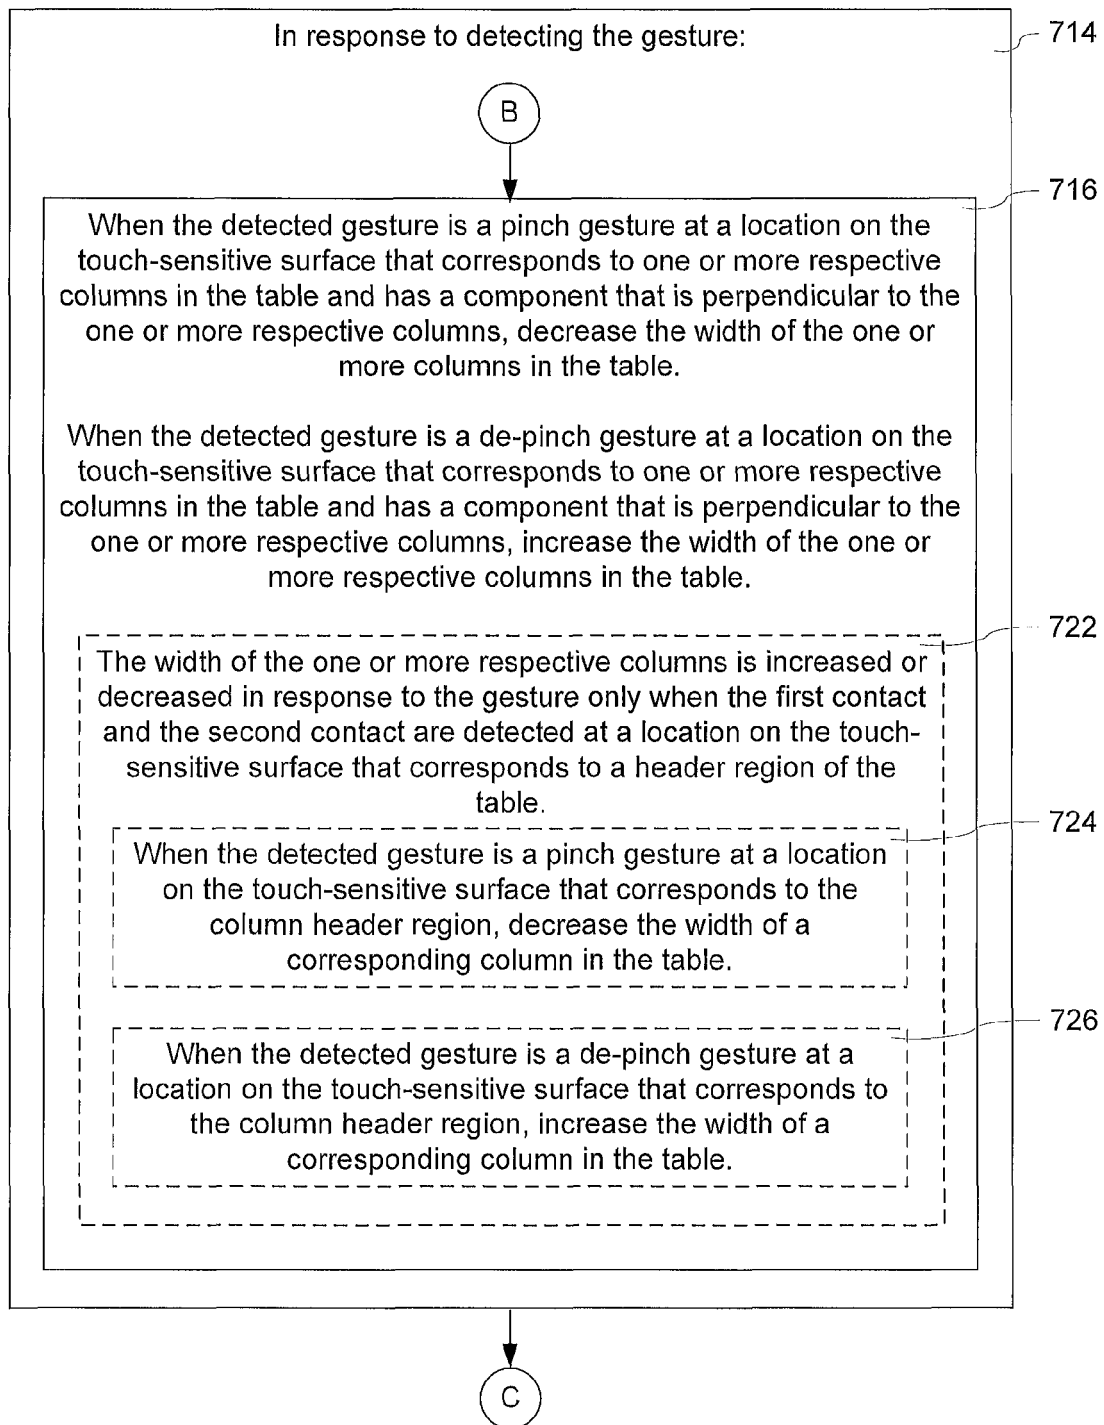 In response to detecting the gesture:
714
B
716
When the detected gesture is a pinch gesture at a location on the
touch-sensitive surface that corresponds to one or more respective
columns in the table and has a component that is perpendicular to the
one or more respective columns, decrease the width of the one or
more columns in the table.
When the detected gesture is a de-pinch gesture at a location on the
touch-sensitive surface that corresponds to one or more respective
columns in the table and has a component that is perpendicular to the
one or more respective columns, increase the width of the one or
more respective columns in the table.
722
The width of the one or more respective columns is increased or
decreased in response to the gesture only when the first contact
and the second contact are detected at a location on the touch-
sensitive surface that corresponds to a header region of the
table.
724
When the detected gesture is a pinch gesture at a location
on the touch-sensitive surface that corresponds to the
column header region, decrease the width of a
corresponding column in the table.
726
When the detected gesture is a de-pinch gesture at a
location on the touch-sensitive surface that corresponds to
the column header region, increase the width of a
corresponding column in the table.
C